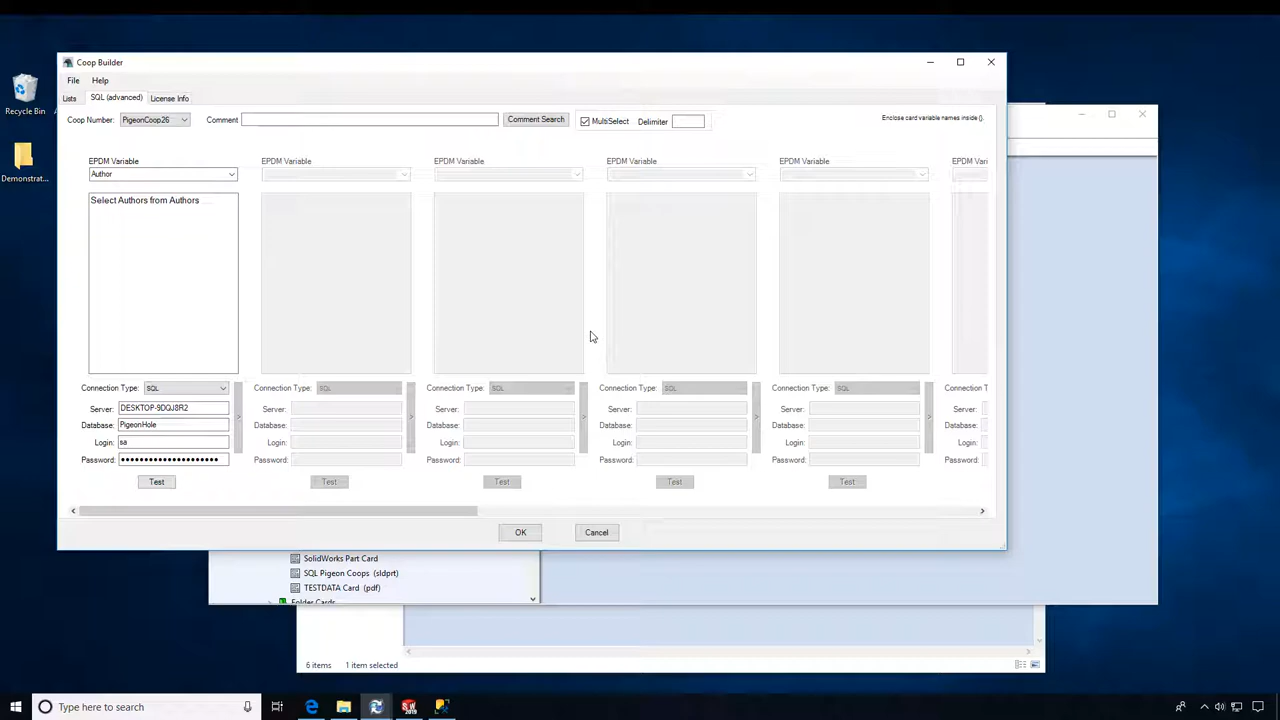 Coop Builder
File Help
Lists SQL (advanced) License Info
Coop Number: PigeonCoop26 Comment Comment Search MultiSelect Delimiter Enclose card variable names inside {}.
EPDM Variable EPDM Variable EPDM Variable EPDM Variable EPDM Variable EPDM Vari
Author
Select Authors from Authors
Connection Type: SQL Connection Type: SQL Connection Type: SQL Connection Type: SQL Connection Type: SQL Connection T
Server: DESKTOP-9DQJ8R2 Server: Server: Server: Server: Server:
Database: PigeonHole Database: Database: Database: Database: Database:
Login: sa Login: Login: Login: Login: Login:
Password: ••••••••••••••••••••• Password: Password: Password: Password: Password:
Test Test Test Test Test
OK Cancel
Recycle Bin
Demonstrat...
SolidWorks Part Card
SQL Pigeon Coops (sldprt)
TESTDATA Card (pdf)
Folder Cards
6 items 1 item selected
Type here to search
SW
2019